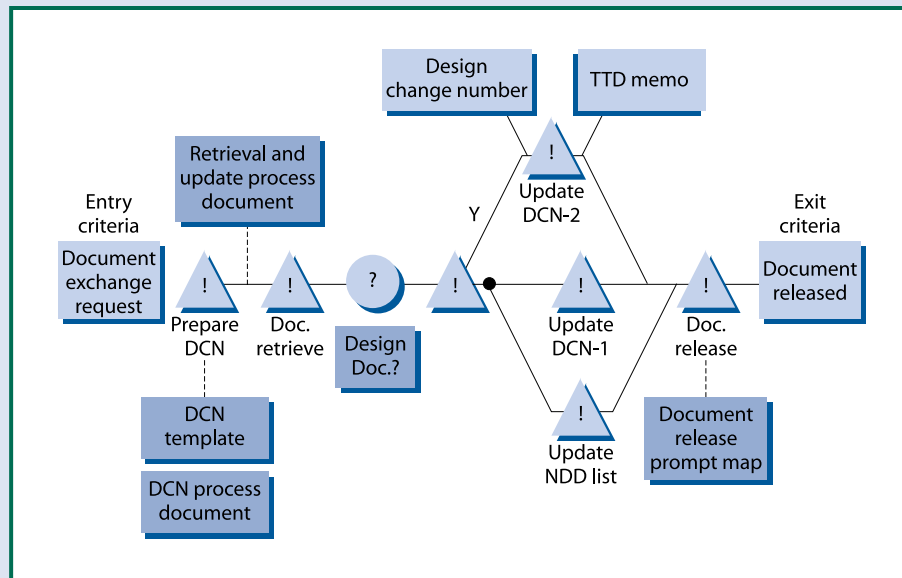 Design
change number
TTD memo
!
Update
DCN-2
Retrieval and
update process
document
Y
Entry
criteria
Document
exchange
request
!
Prepare
DCN
!
Doc.
retrieve
?
Design
Doc.?
!
!
Update
DCN-1
!
Doc.
release
Exit
criteria
Document
released
DCN
template
DCN process
document
!
Update
NDD list
Document
release
prompt map